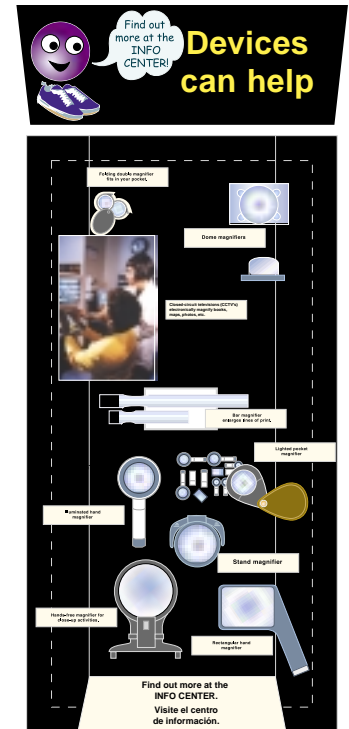 Find out
more at the
INFO
CENTER!
Devices
can help
Folding double magnifier
fits in your pocket.
Dome magnifiers
Closed-circuit televisions (CCTV's)
electronically magnify books,
maps, photos, etc.
Bar magnifier
enlarges lines of print.
Lighted pocket
magnifier
Illuminated hand
magnifier
Stand magnifier
Hands-free magnifier for
close-up activities.
Rectangular hand
magnifier
Find out more at the
INFO CENTER.
Visite el centro
de información.